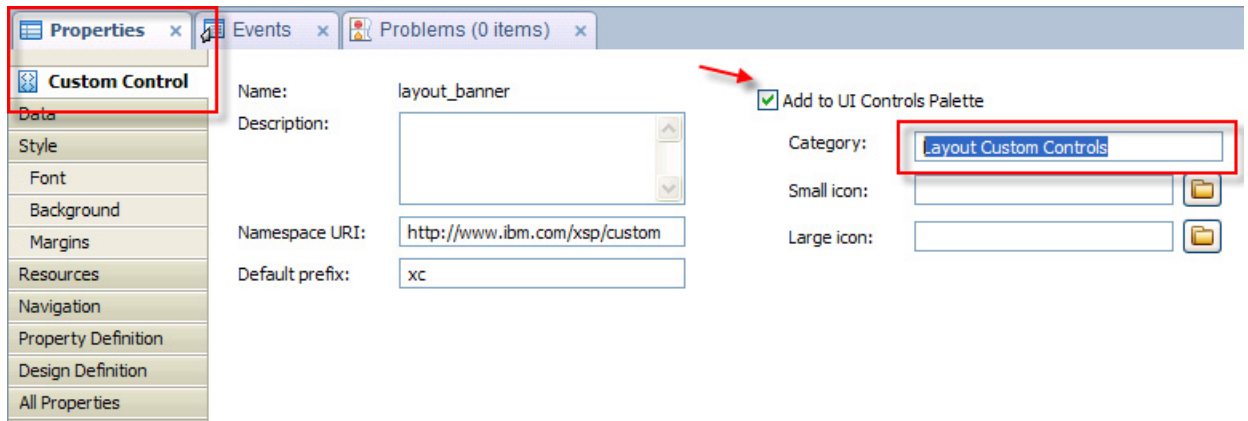 Properties Events Problems (0 items)
Custom Control
Data
Style
Font
Background
Margins
Resources
Navigation
Property Definition
Design Definition
All Properties
Name: layout_banner
Description:
Namespace URI: http://www.ibm.com/xsp/custom
Default prefix: xc
Add to UI Controls Palette
Category: Layout Custom Controls
Small icon:
Large icon: